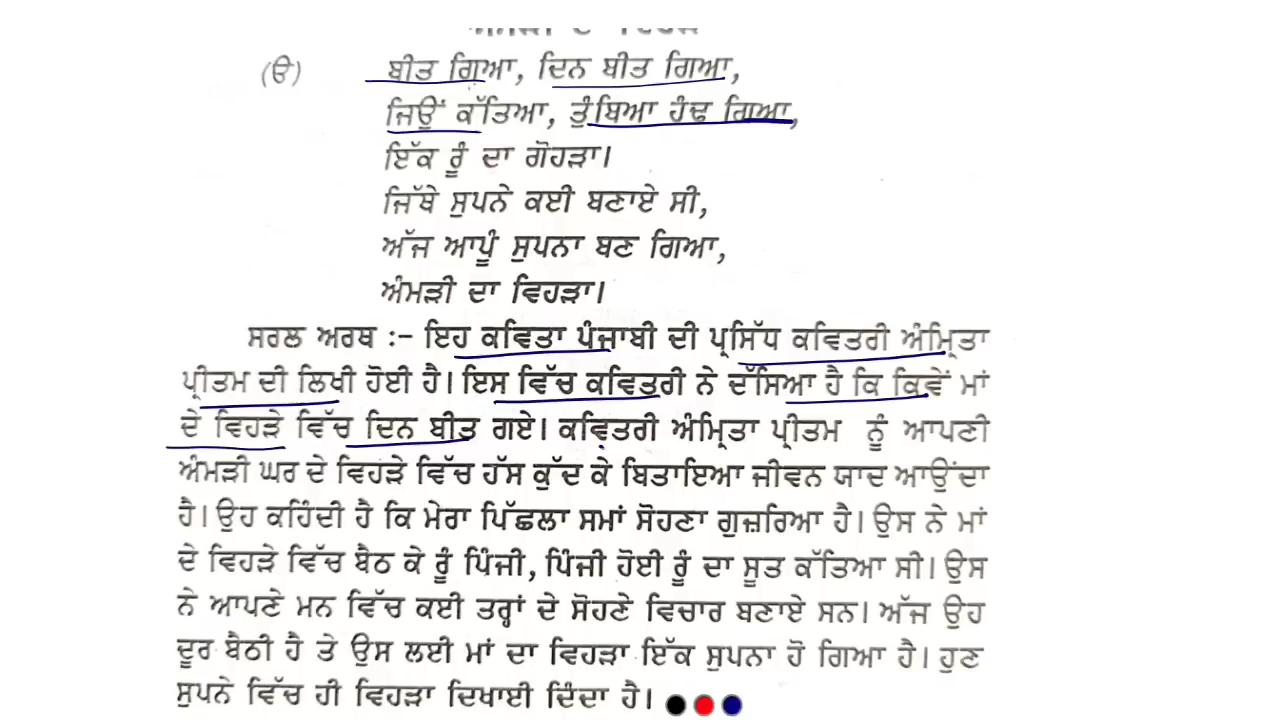 (ੳ) ਬੀਤ ਗਿਆ, ਦਿਨ ਬੀਤ ਗਿਆ,
ਜਿਉਂ ਕੱਤਿਆ, ਤੁੰਬਿਆ ਹੰਢ ਗਿਆ,
ਇੱਕ ਰੂੰ ਦਾ ਗੋਹੜਾ।
ਜਿੱਥੇ ਸੁਪਨੇ ਕਈ ਬਣਾਏ ਸੀ,
ਅੱਜ ਆਪੂੰ ਸੁਪਨਾ ਬਣ ਗਿਆ,
ਅੰਮੜੀ ਦਾ ਵਿਹੜਾ।
ਸਰਲ ਅਰਥ :- ਇਹ ਕਵਿਤਾ ਪੰਜਾਬੀ ਦੀ ਪ੍ਰਸਿੱਧ ਕਵਿਤਰੀ ਅੰਮ੍ਰਿਤਾ
ਪ੍ਰੀਤਮ ਦੀ ਲਿਖੀ ਹੋਈ ਹੈ। ਇਸ ਵਿੱਚ ਕਵਿਤਰੀ ਨੇ ਦੱਸਿਆ ਹੈ ਕਿ ਕਿਵੇਂ ਮਾਂ
ਦੇ ਵਿਹੜੇ ਵਿੱਚ ਦਿਨ ਬੀਤ ਗਏ। ਕਵਿਤਰੀ ਅੰਮ੍ਰਿਤਾ ਪ੍ਰੀਤਮ ਨੂੰ ਆਪਣੀ
ਅੰਮੜੀ ਘਰ ਦੇ ਵਿਹੜੇ ਵਿੱਚ ਹੱਸ ਕੁੱਦ ਕੇ ਬਿਤਾਇਆ ਜੀਵਨ ਯਾਦ ਆਉਂਦਾ
ਹੈ। ਉਹ ਕਹਿੰਦੀ ਹੈ ਕਿ ਮੇਰਾ ਪਿੱਛਲਾ ਸਮਾਂ ਸੋਹਣਾ ਗੁਜ਼ਰਿਆ ਹੈ। ਉਸ ਨੇ ਮਾਂ
ਦੇ ਵਿਹੜੇ ਵਿੱਚ ਬੈਠ ਕੇ ਰੂੰ ਪਿੰਜੀ, ਪਿੰਜੀ ਹੋਈ ਰੂੰ ਦਾ ਸੂਤ ਕੱਤਿਆ ਸੀ। ਉਸ
ਨੇ ਆਪਣੇ ਮਨ ਵਿੱਚ ਕਈ ਤਰ੍ਹਾਂ ਦੇ ਸੋਹਣੇ ਵਿਚਾਰ ਬਣਾਏ ਸਨ। ਅੱਜ ਉਹ
ਦੂਰ ਬੈਠੀ ਹੈ ਤੇ ਉਸ ਲਈ ਮਾਂ ਦਾ ਵਿਹੜਾ ਇੱਕ ਸੁਪਨਾ ਹੋ ਗਿਆ ਹੈ। ਹੁਣ
ਸੁਪਨੇ ਵਿੱਚ ਹੀ ਵਿਹੜਾ ਦਿਖਾਈ ਦਿੰਦਾ ਹੈ।